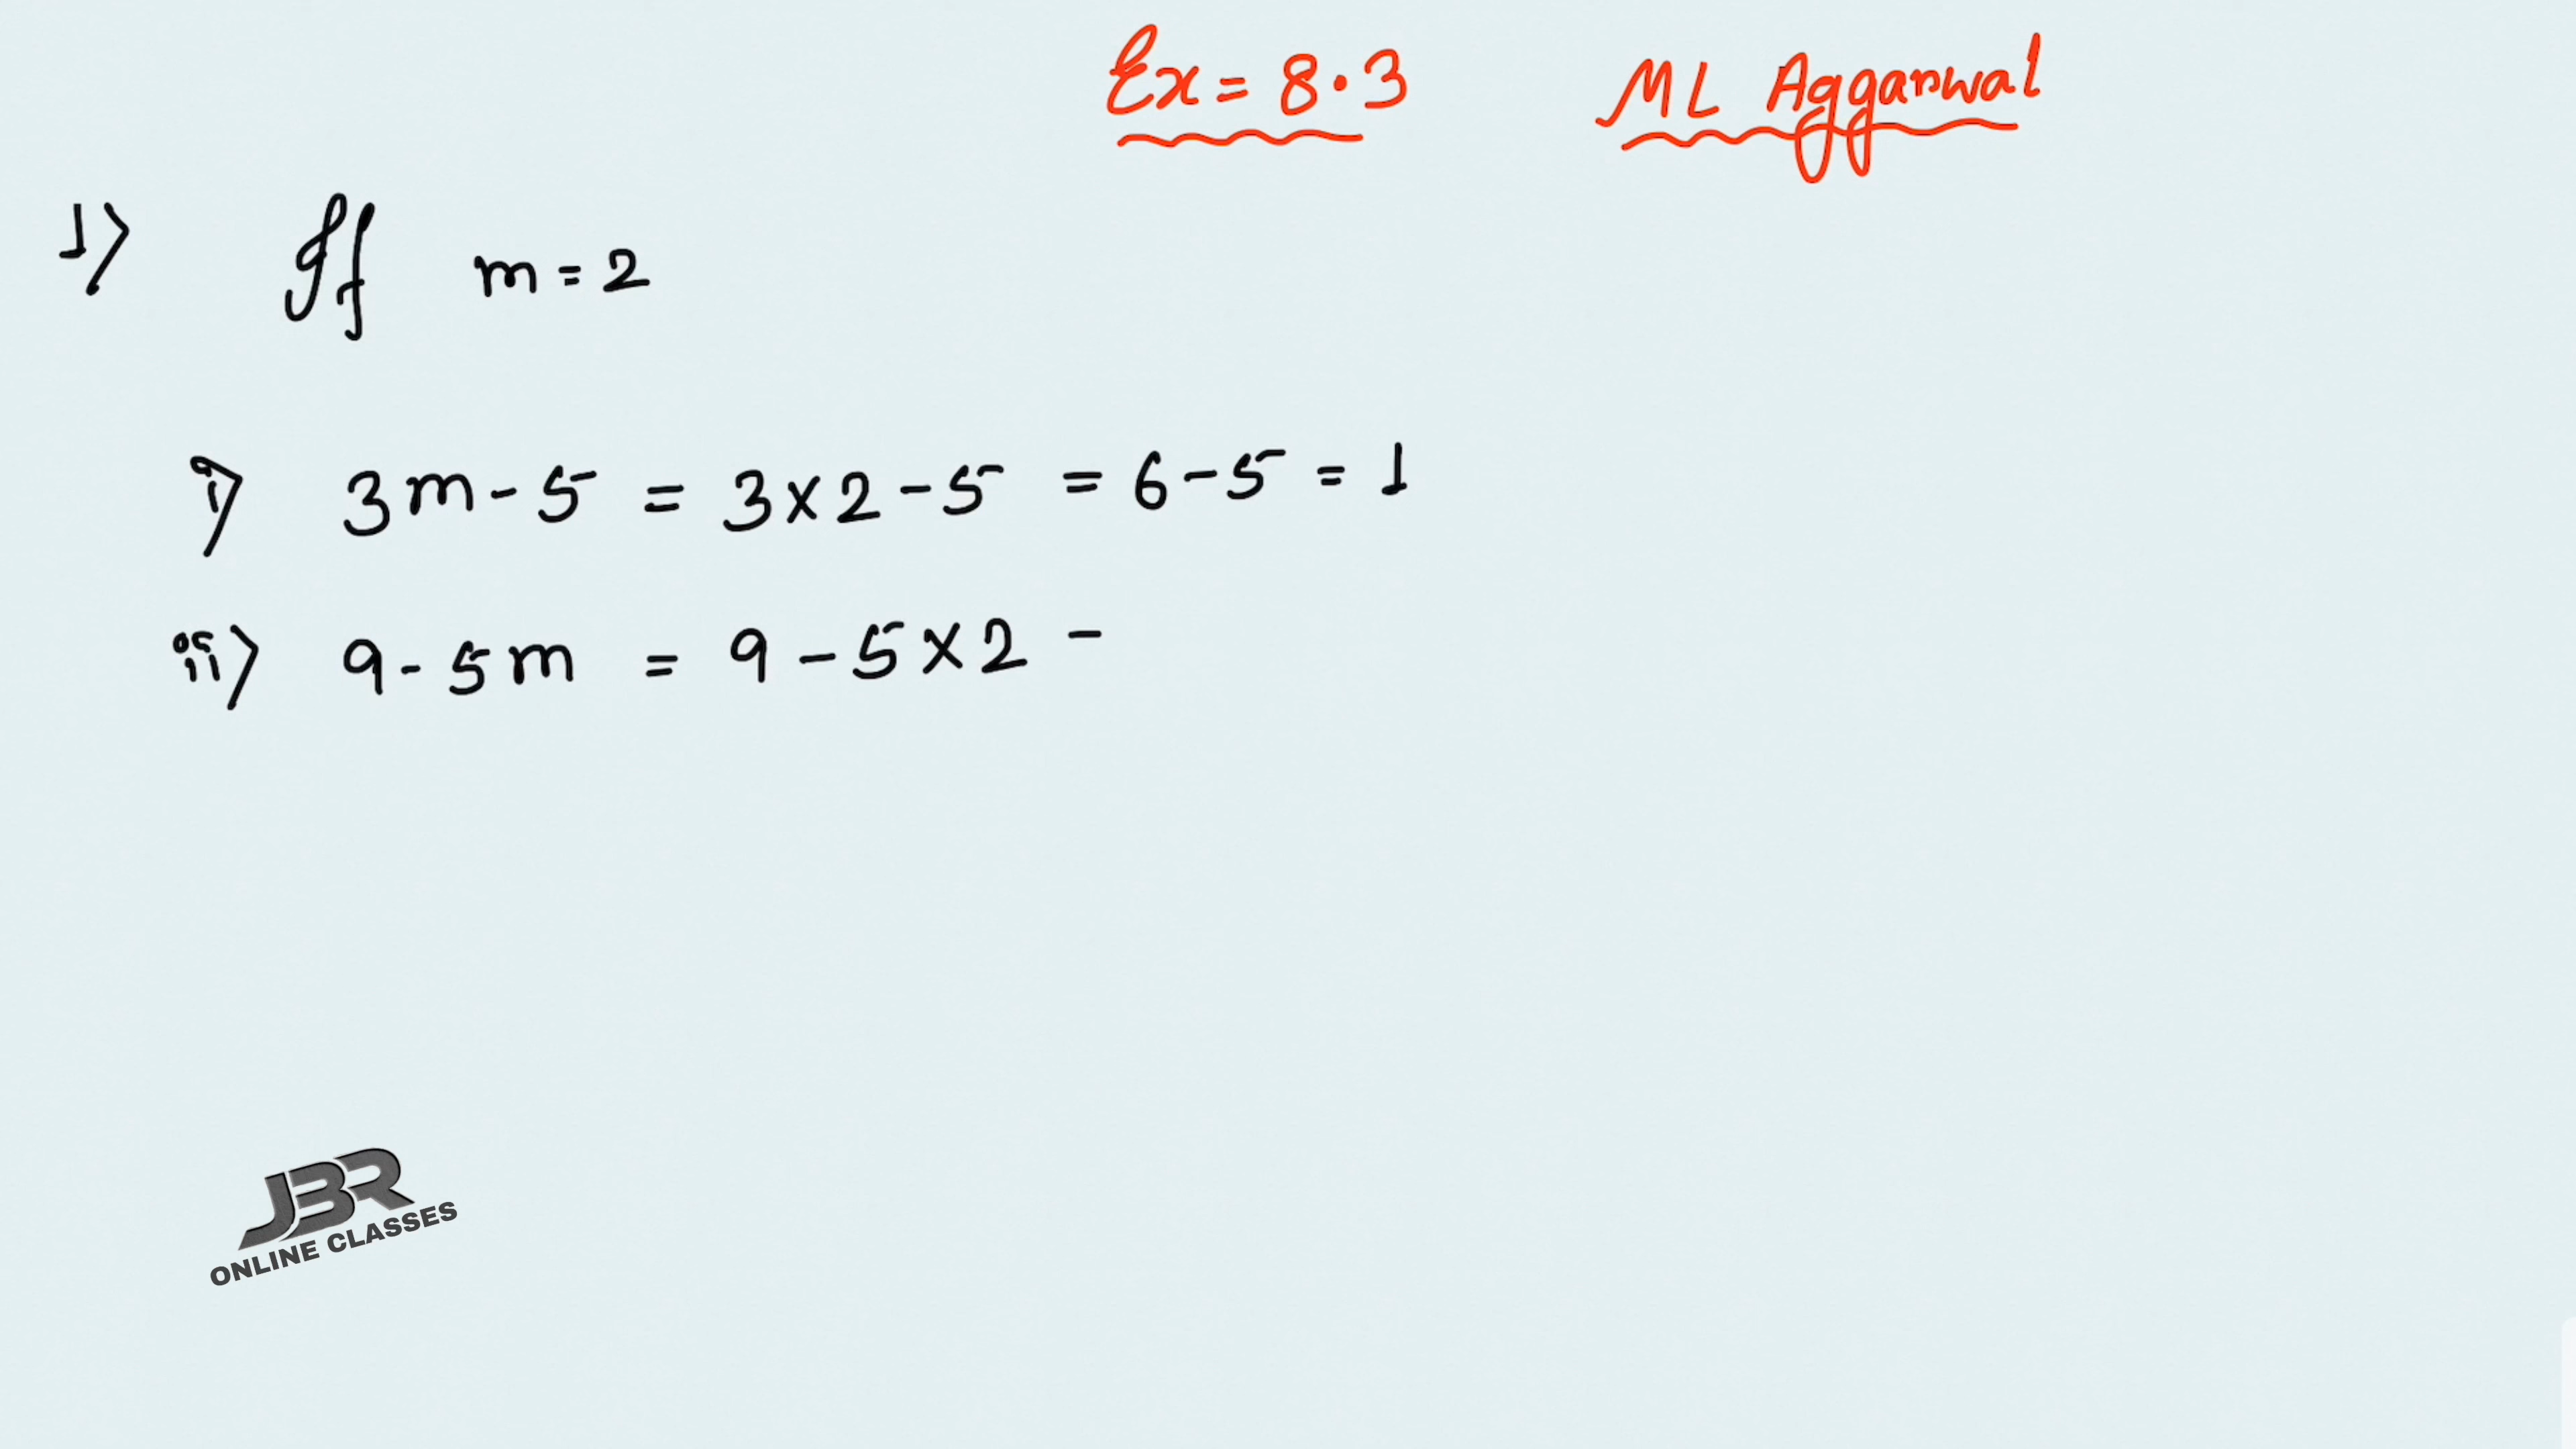 Ex = 8.3 ML Aggarwal
1) If m = 2
i) 3m - 5 = 3×2 - 5 = 6 - 5 = 1
ii) 9 - 5m = 9 - 5×2 -
JBR
ONLINE CLASSES